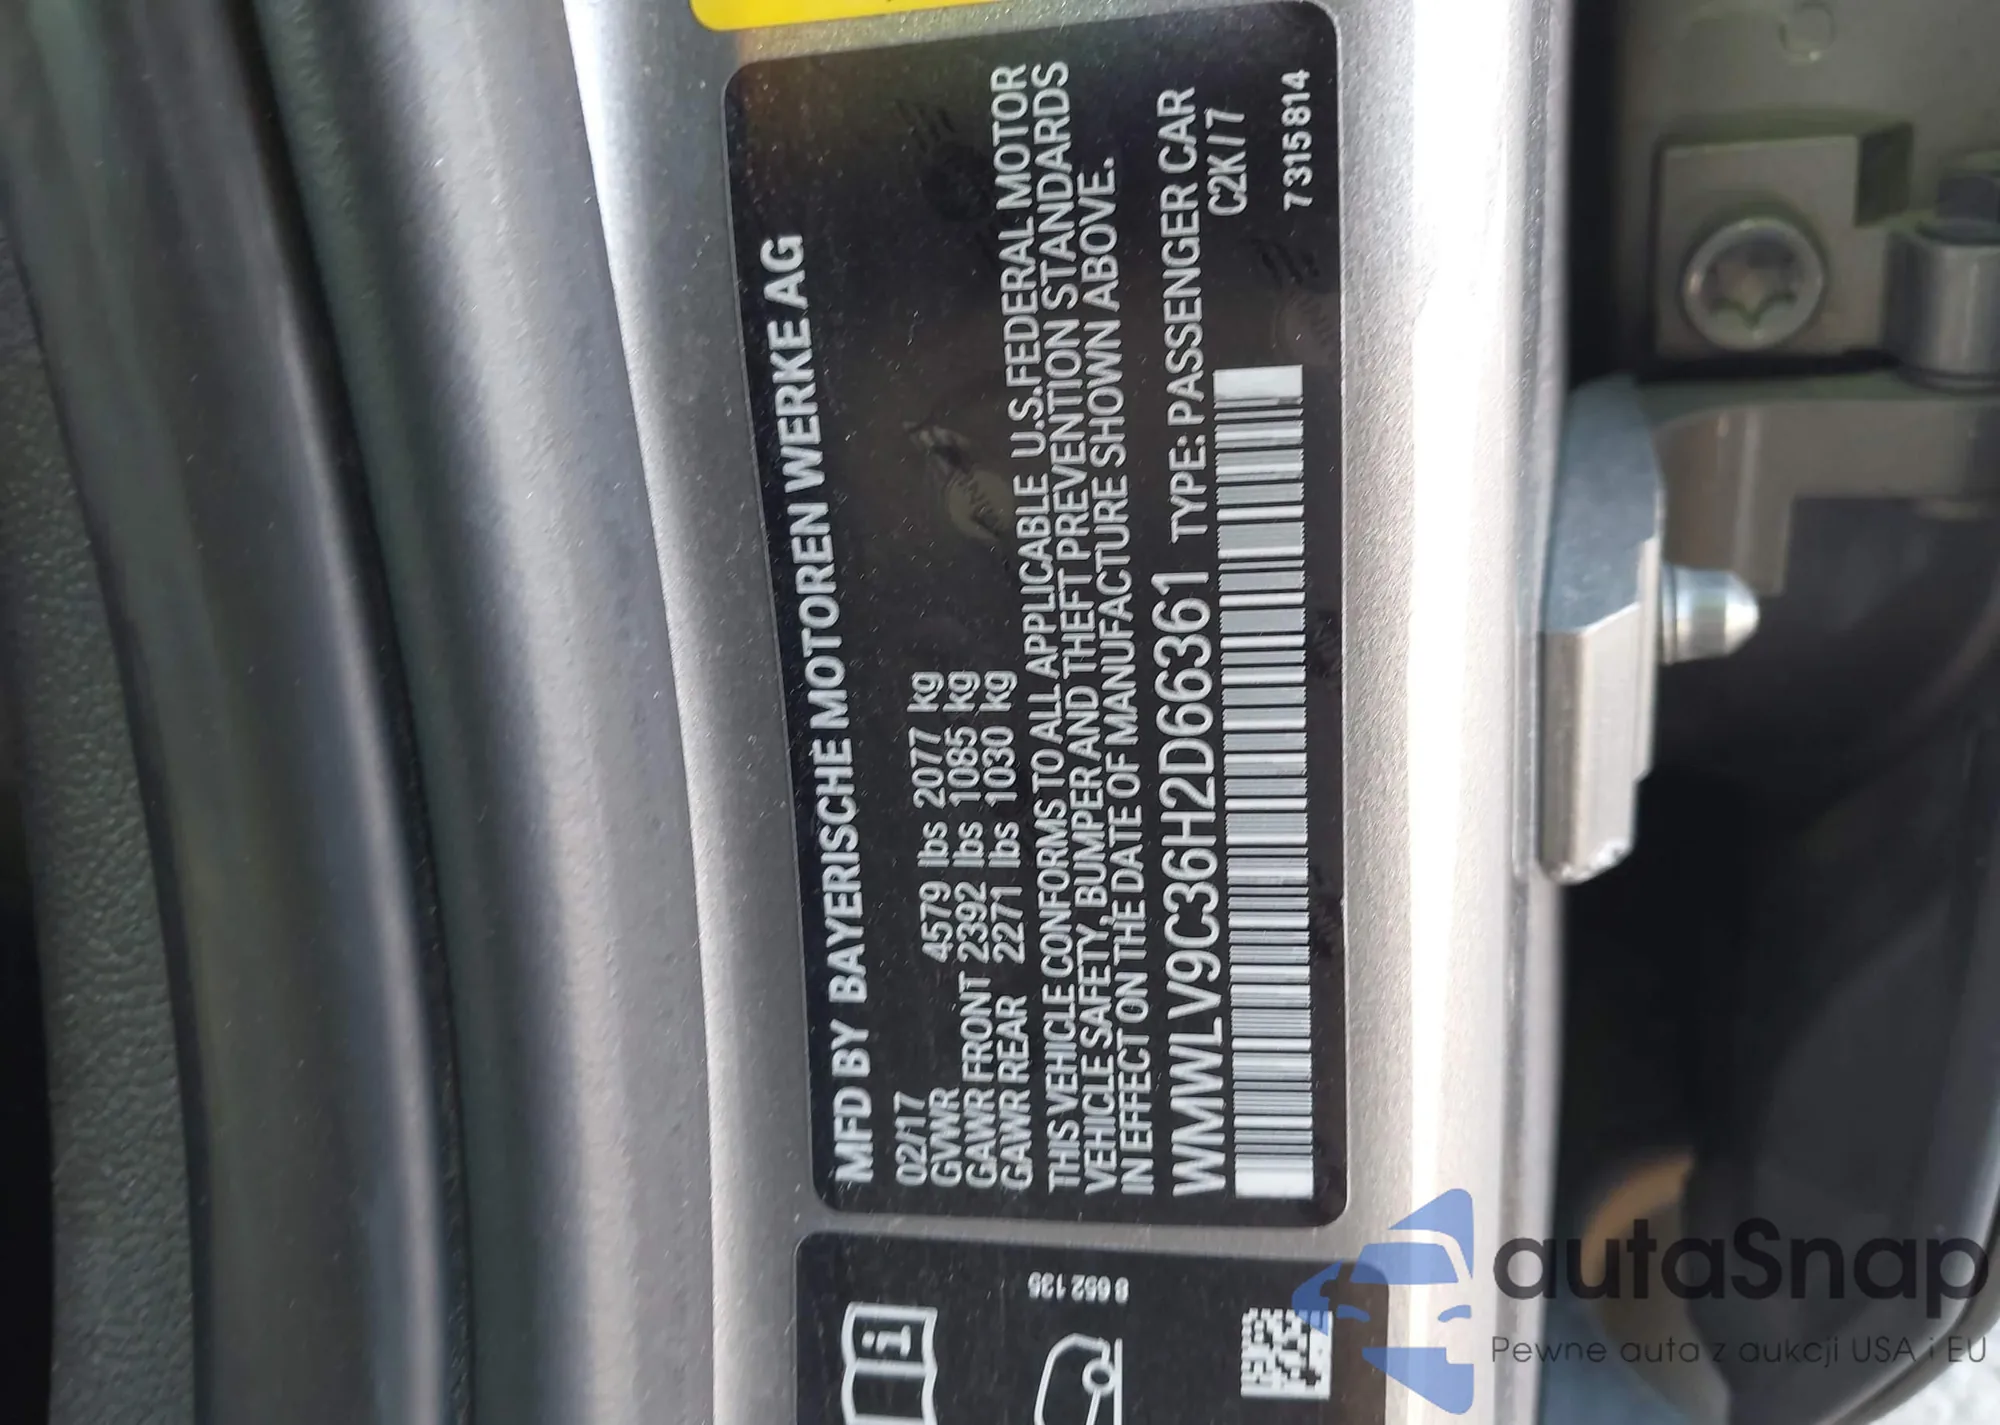 MFD BY BAYERISCHE MOTOREN WERKE AG
02/17
GVWR 4579 lbs 2077 kg
GAWR FRONT 2392 lbs 1085 kg
GAWR REAR 2271 lbs 1030 kg
THIS VEHICLE CONFORMS TO ALL APPLICABLE U.S.FEDERAL MOTOR
VEHICLE SAFETY, BUMPER AND THEFT PREVENTION STANDARDS
IN EFFECT ON THE DATE OF MANUFACTURE SHOWN ABOVE.
WMWLV9C36H2D66361 TYPE: PASSENGER CAR
C2K/7
7315814
MINI
i
autaSnap
Pewne auta z aukcji USA i EU